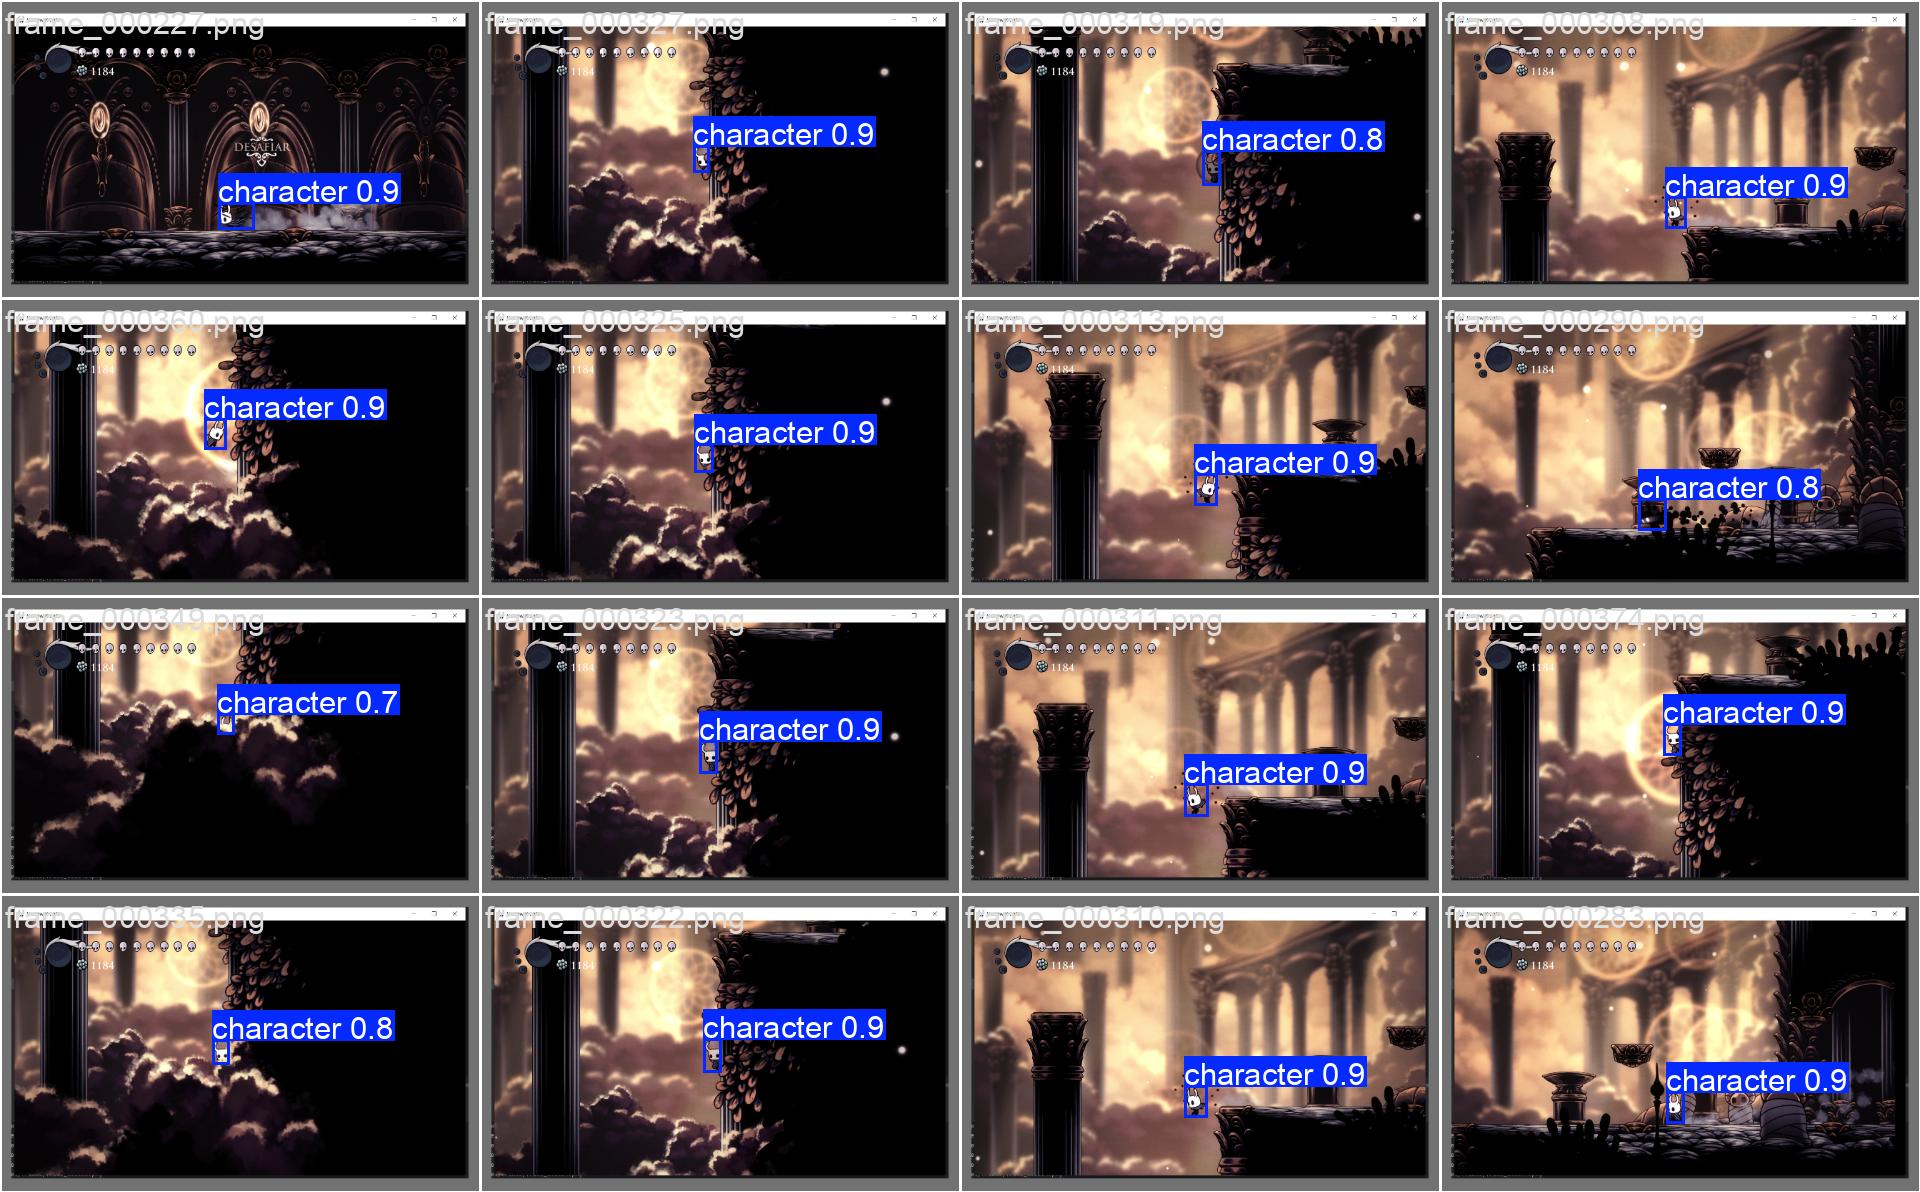 frame_000227.png
1184
DESAFIAR
character 0.9
frame_000327.png
1184
character 0.9
frame_000319.png
1184
character 0.8
frame_000308.png
1184
character 0.9
frame_000360.png
1184
character 0.9
frame_000325.png
1184
character 0.9
frame_000313.png
1184
character 0.9
frame_000290.png
1184
character 0.8
frame_000349.png
1184
character 0.7
frame_000323.png
1184
character 0.9
frame_000311.png
1184
character 0.9
frame_000374.png
1184
character 0.9
frame_000335.png
1184
character 0.8
frame_000322.png
1184
character 0.9
frame_000310.png
1184
character 0.9
frame_000283.png
1184
character 0.9